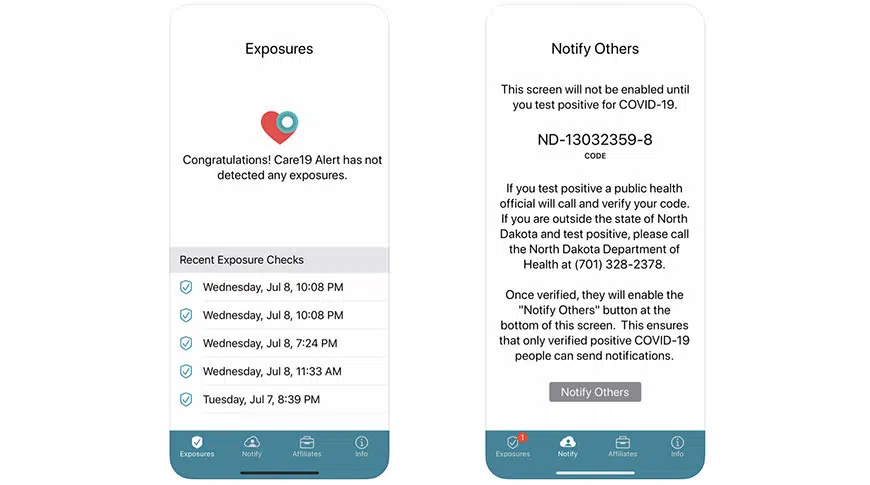 Exposures
Congratulations! Care19 Alert has not
detected any exposures.
Recent Exposure Checks
Wednesday, Jul 8, 10:08 PM
Wednesday, Jul 8, 10:08 PM
Wednesday, Jul 8, 7:24 PM
Wednesday, Jul 8, 11:33 AM
Tuesday, Jul 7, 8:39 PM
Exposures Notify Affiliates Info
Notify Others
This screen will not be enabled until
you test positive for COVID-19.
ND-13032359-8
CODE
If you test positive a public health
official will call and verify your code.
If you are outside the state of North
Dakota and test positive, please call
the North Dakota Department of
Health at (701) 328-2378.
Once verified, they will enable the
"Notify Others" button at the
bottom of this screen. This ensures
that only verified positive COVID-19
people can send notifications.
Notify Others
1
Exposures Notify Affiliates Info